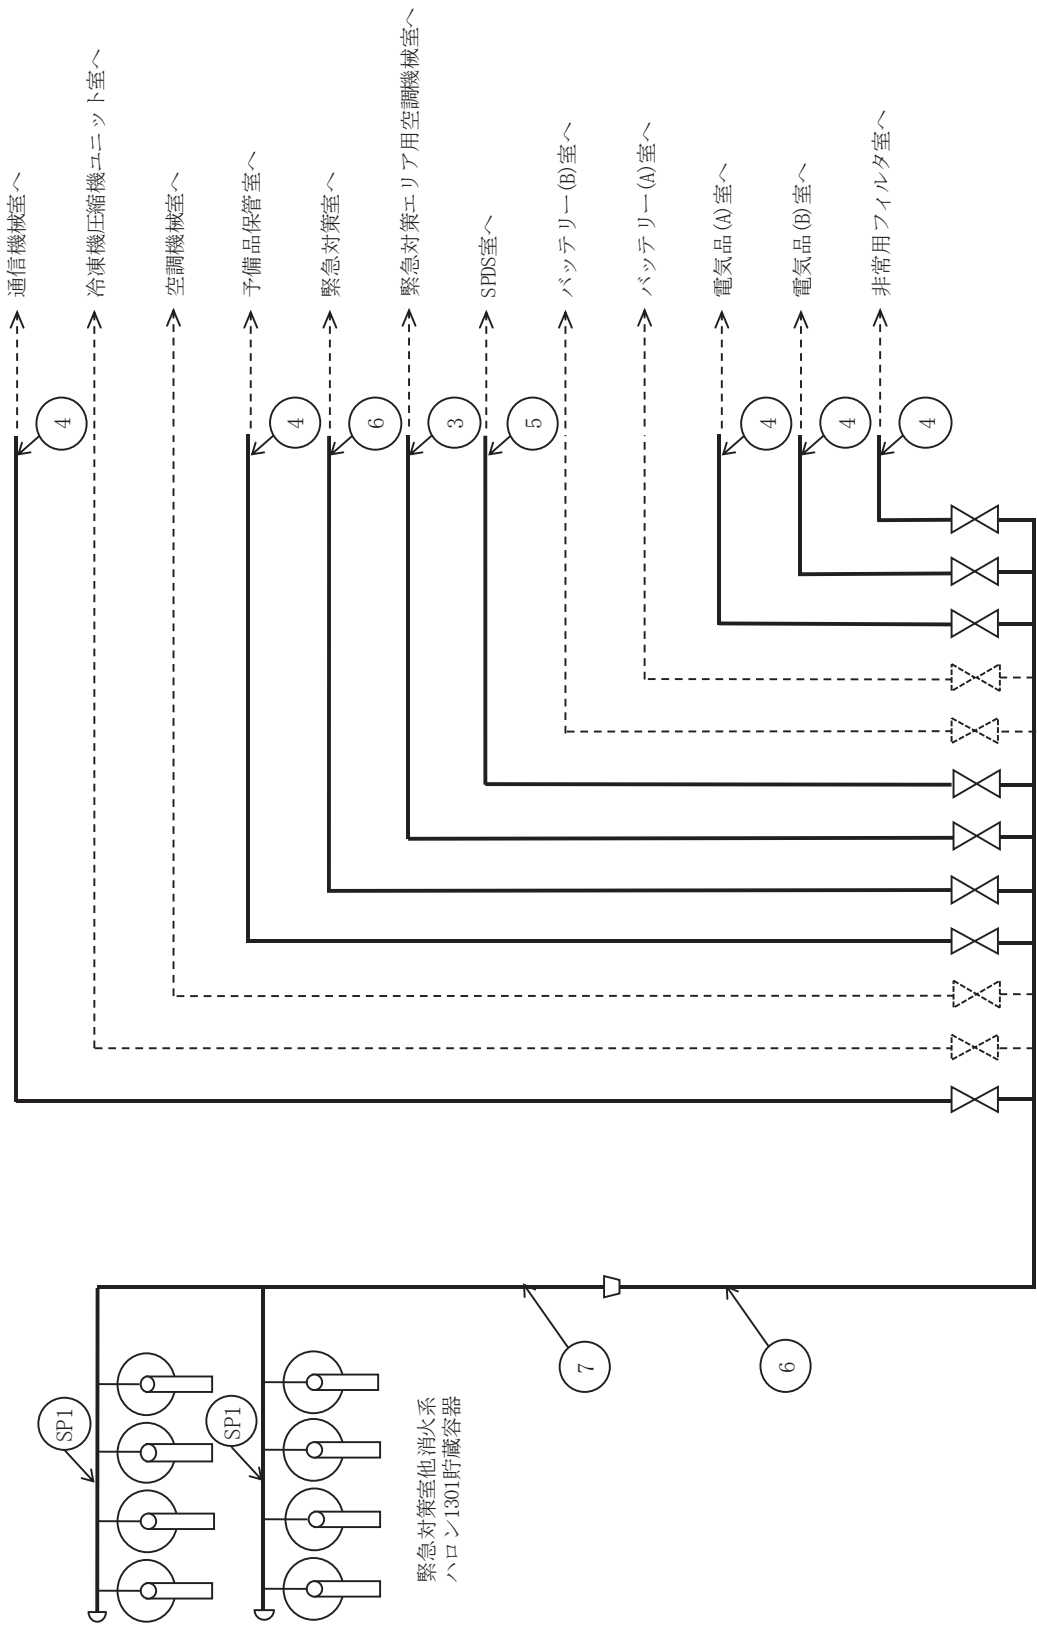 通信機械室へ
冷凍機圧縮機ユニット室へ
空調機械室へ
予備品保管室へ
緊急対策室へ
緊急対策エリア用空調機械室へ
SPDS室へ
バッテリー(B)室へ
バッテリー(A)室へ
電気品(A)室へ
電気品(B)室へ
非常用フィルタ室へ
4
4
6
3
5
4
4
4
7
6
SP1
SP1
緊急対策室他消火系
ハロン1301貯蔵容器